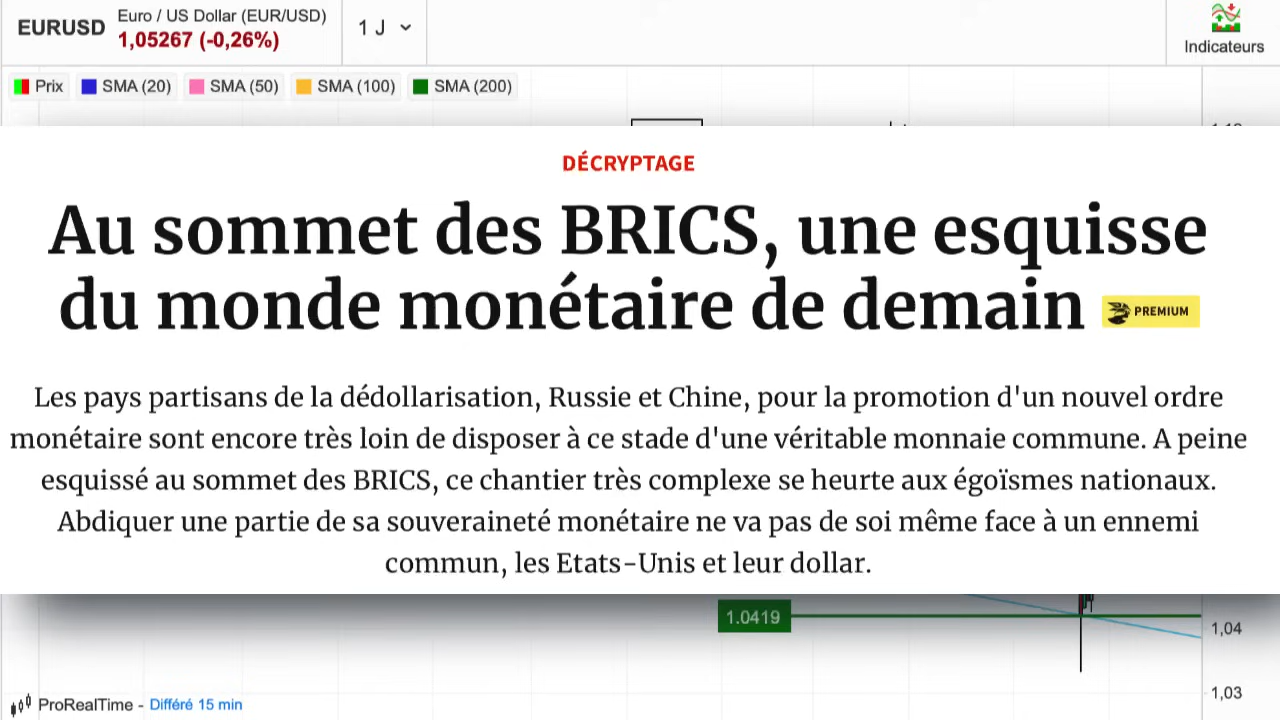 EURUSD
Euro / US Dollar (EUR/USD)
1,05267 (-0,26%)
1 J
Indicateurs
Prix
SMA (20)
SMA (50)
SMA (100)
SMA (200)
DÉCRYPTAGE
Au sommet des BRICS, une esquisse
du monde monétaire de demain
PREMIUM
Les pays partisans de la dédollarisation, Russie et Chine, pour la promotion d'un nouvel ordre
monétaire sont encore très loin de disposer à ce stade d'une véritable monnaie commune. A peine
esquissé au sommet des BRICS, ce chantier très complexe se heurte aux égoïsmes nationaux.
Abdiquer une partie de sa souveraineté monétaire ne va pas de soi même face à un ennemi
commun, les Etats-Unis et leur dollar.
1.0419
1,04
1,03
ProRealTime - Différé 15 min